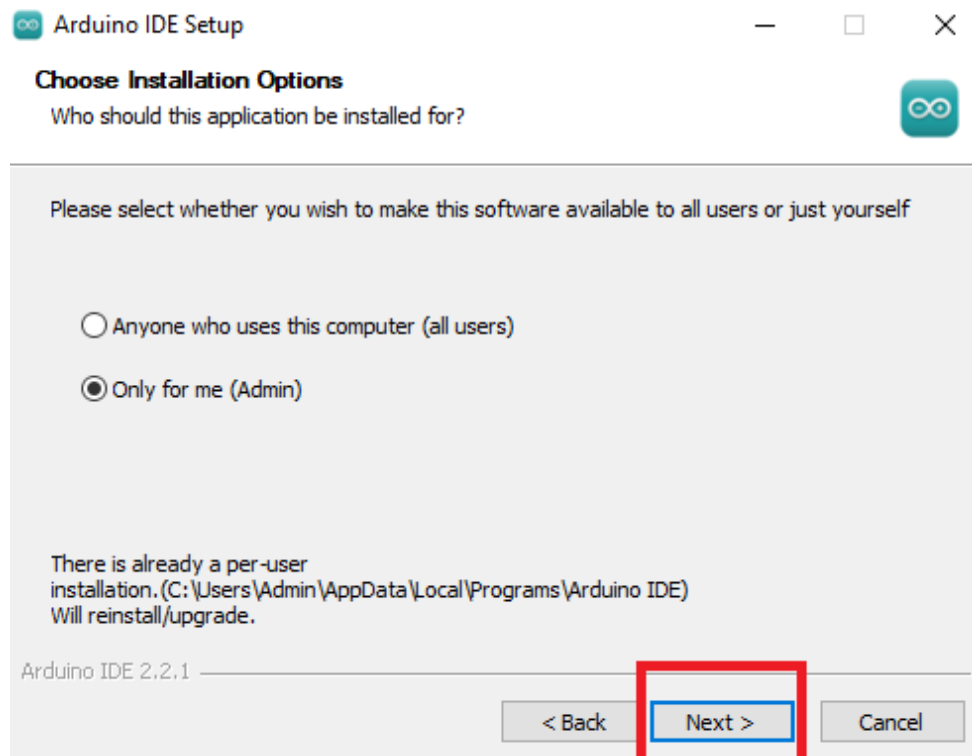 Arduino IDE Setup
Choose Installation Options
Who should this application be installed for?
Please select whether you wish to make this software available to all users or just yourself
Anyone who uses this computer (all users)
Only for me (Admin)
There is already a per-user
installation.(C:\Users\Admin\AppData\Local\Programs\Arduino IDE)
Will reinstall/upgrade.
Arduino IDE 2.2.1
< Back Next > Cancel